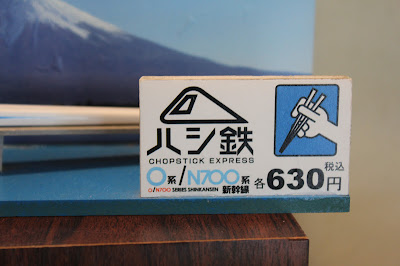 ハシ鉄
CHOPSTICK EXPRESS
0系/N700系
0/N700 SERIES SHINKANSEN 新幹線
各630円
税込